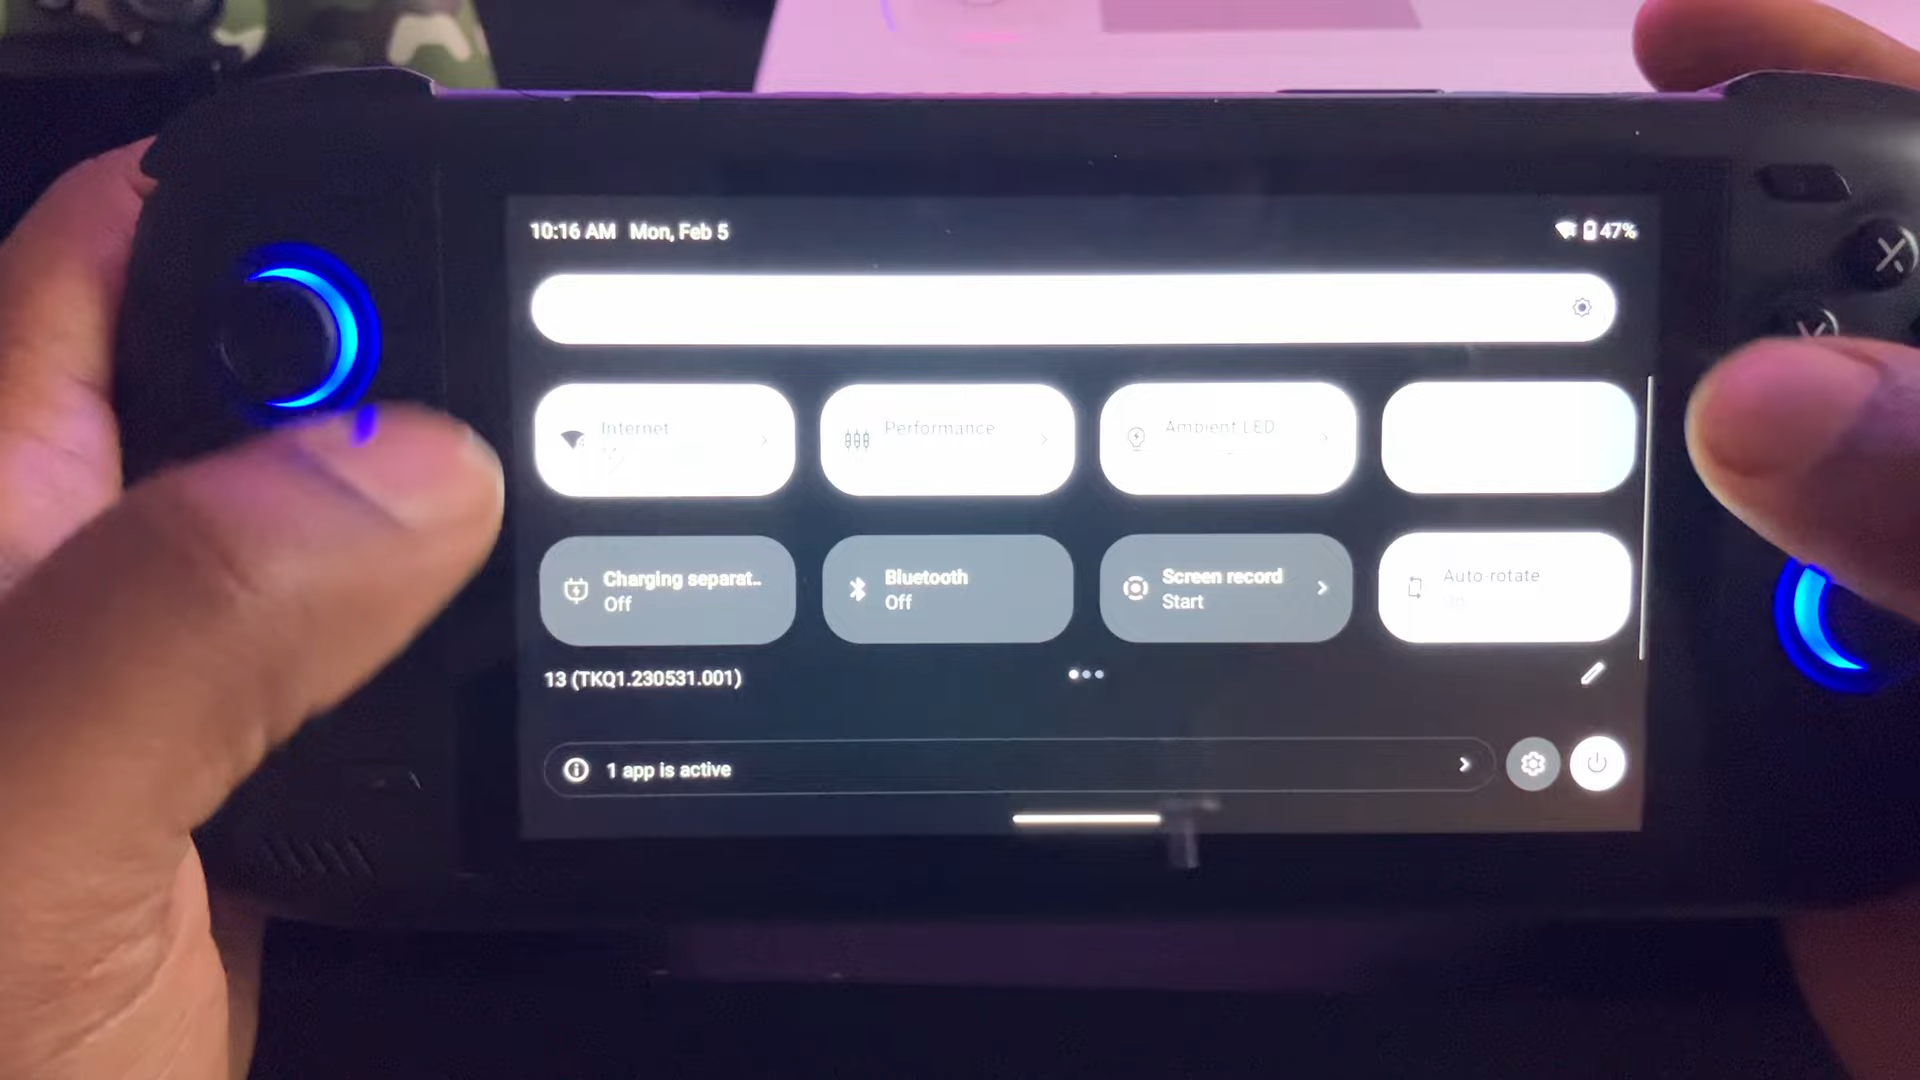 10:16 AM Mon, Feb 5
47%
Internet
Performance
Ambient LED
Charging separat..
Off
Bluetooth
Off
Screen record
Start
Auto-rotate
On
13 (TKQ1.230531.001)
1 app is active
X
Y